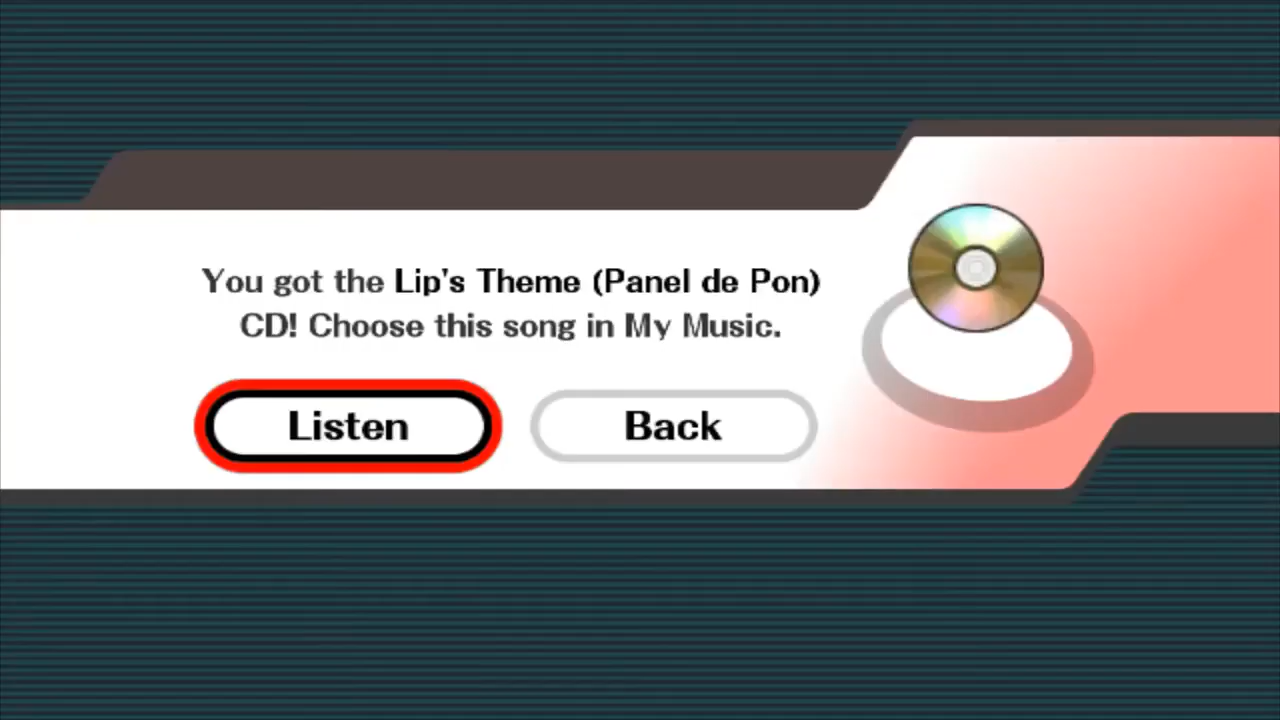 You got the Lip's Theme (Panel de Pon)
CD! Choose this song in My Music.
Listen
Back